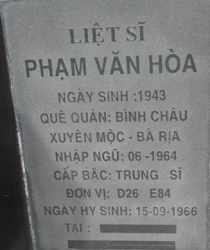 LIỆT SĨ
PHẠM VĂN HÒA
NGÀY SINH :1943
QUÊ QUÁN: BÌNH CHÂU
XUYÊN MỘC - BÀ RỊA
NHẬP NGŨ: 06 -1964
CẤP BẬC: TRUNG SĨ
ĐƠN VỊ: D26 E84
NGÀY HY SINH: 15-09-1966
TẠI :